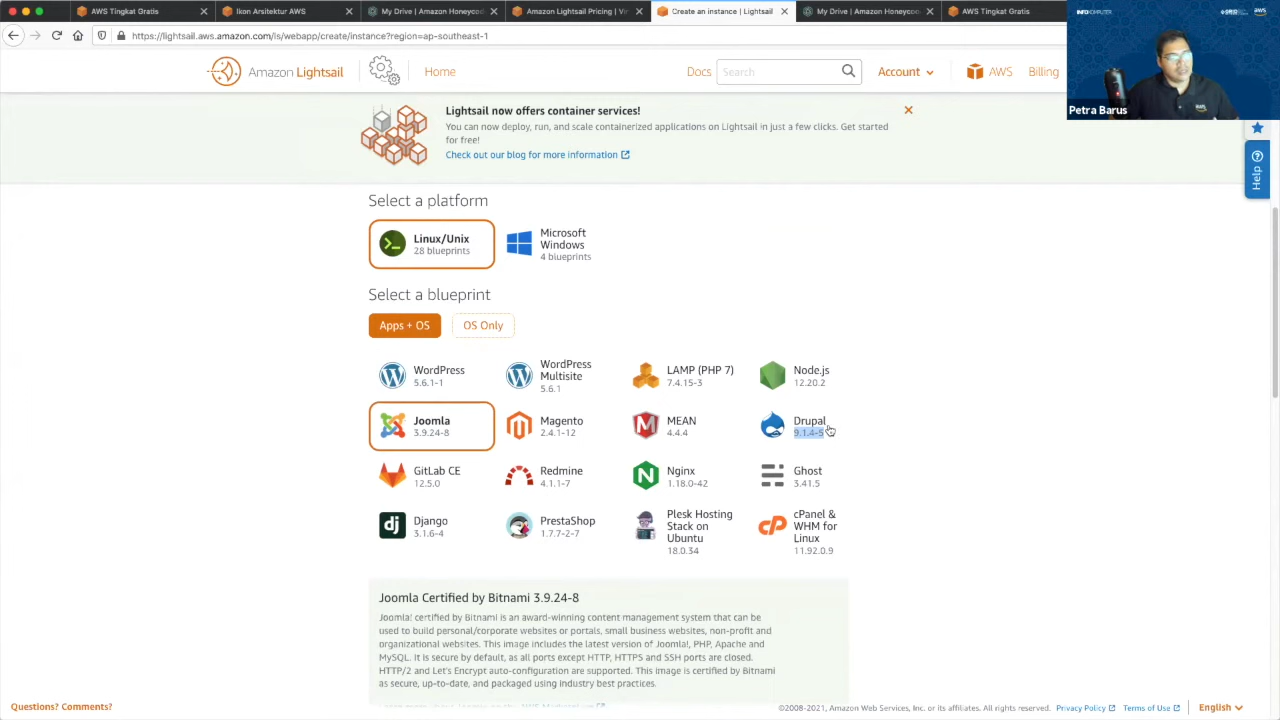 AWS Tingkat Gratis
Ikon Arsitektur AWS
My Drive | Amazon Honeycod
Amazon Lightsail Pricing | Vir
Create an instance | Lightsail
My Drive | Amazon Honeycod
AWS Tingkat Gratis
https://lightsail.aws.amazon.com/ls/webapp/create/instance?region=ap-southeast-1
INFOKOMPUTER
GRID
aws
Amazon Lightsail
Home
Docs
Search
Account
AWS
Billing
Petra Barus
Lightsail now offers container services!
You can now deploy, run, and scale containerized applications on Lightsail in just a few clicks. Get started
for free!
Check out our blog for more information
Help
Select a platform
Linux/Unix
28 blueprints
Microsoft
Windows
4 blueprints
Select a blueprint
Apps + OS
OS Only
WordPress
5.6.1-1
WordPress
Multisite
5.6.1
LAMP (PHP 7)
7.4.15-3
Node.js
12.20.2
Joomla
3.9.24-8
Magento
2.4.1-12
MEAN
4.4.4
Drupal
9.1.4-5
GitLab CE
12.5.0
Redmine
4.1.1-7
Nginx
1.18.0-42
Ghost
3.41.5
dj
Django
3.1.6-4
PrestaShop
1.7.7-2-7
Plesk Hosting
Stack on
Ubuntu
18.0.34
cP
cPanel &
WHM for
Linux
11.92.0.9
Joomla Certified by Bitnami 3.9.24-8
Joomla! certified by Bitnami is an award-winning content management system that can be
used to build personal/corporate websites or portals, small business websites, non-profit and
organizational websites. This image includes the latest version of Joomla!, PHP, Apache and
MySQL. It is secure by default, as all ports except HTTP, HTTPS and SSH ports are closed.
HTTP/2 and Let's Encrypt auto-configuration are supported. This image is certified by Bitnami
as secure, up-to-date, and packaged using industry best practices.
Questions? Comments?
©2008-2021, Amazon Web Services, Inc. or its affiliates. All rights reserved.
Privacy Policy
Terms of Use
English